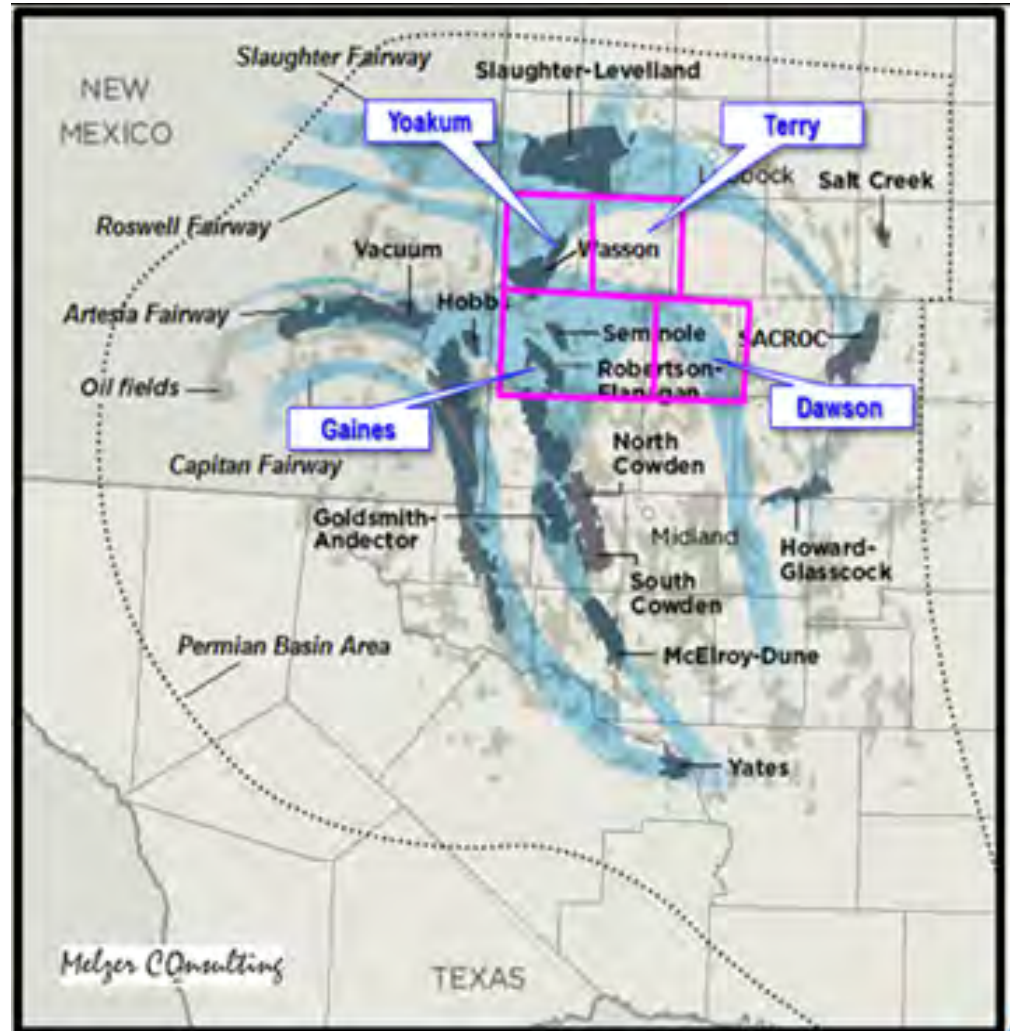 Slaughter Fairway
Slaughter-Levelland
NEW
MEXICO
Yoakum
Terry
Salt Creek
Roswell Fairway
Vacuum
Wasson
Artesia Fairway
Seminole
SACROC
Oil fields
Robertson-
Flanagan
Gaines
Dawson
Capitan Fairway
North
Cowden
Goldsmith-
Andector
Midland
Howard-
Glasscock
South
Cowden
Permian Basin Area
McElroy-Dune
Yates
Melzer COnsulting
TEXAS